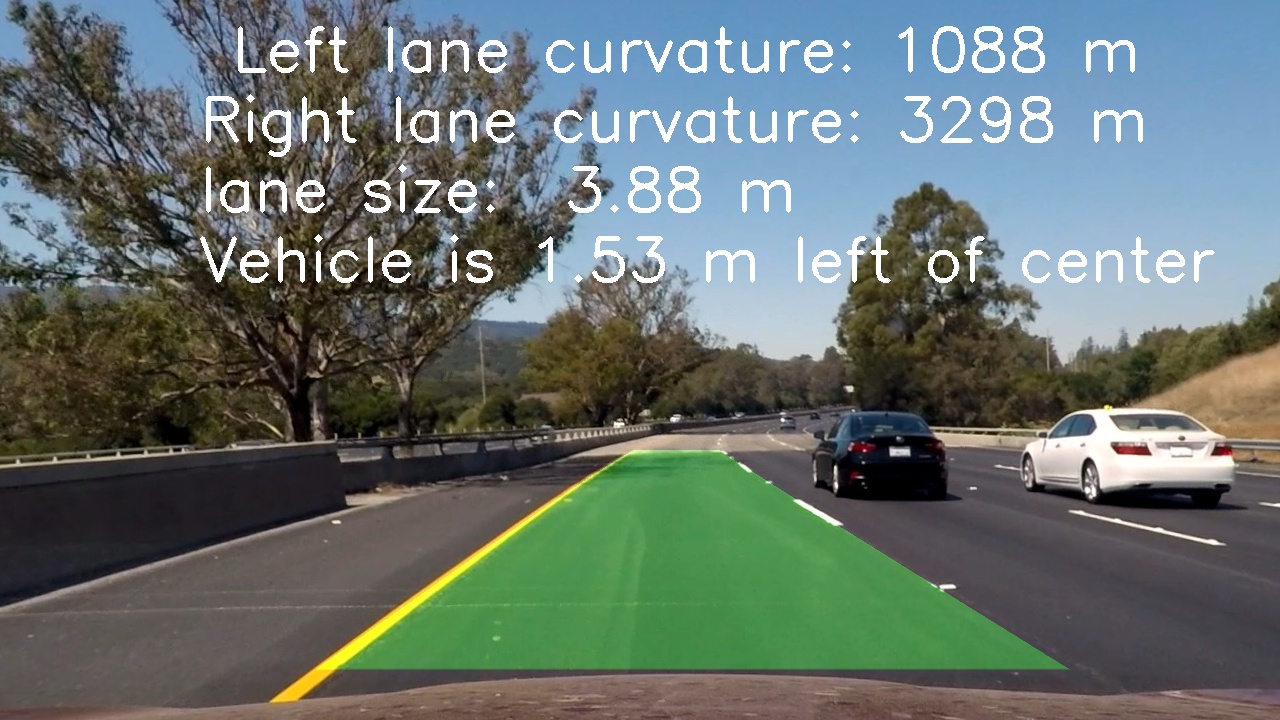 Left lane curvature: 1088 m
Right lane curvature: 3298 m
lane size: 3.88 m
Vehicle is 1.53 m left of center